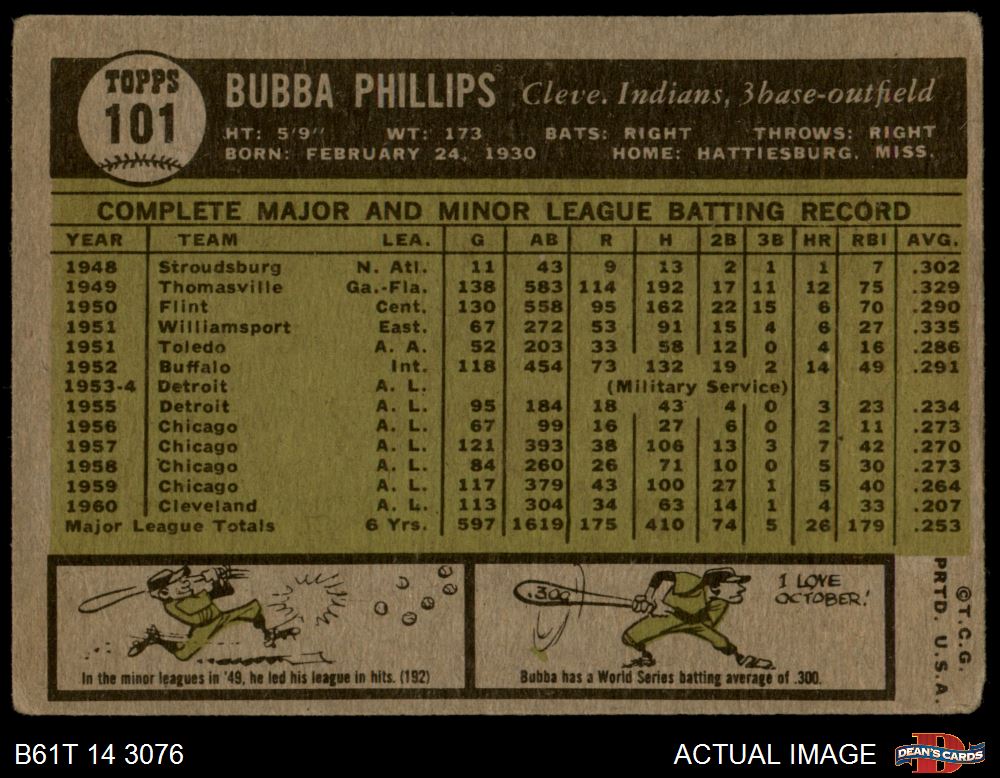 TOPPS
101
BUBBA PHILLIPS Cleve. Indians, 3base-outfield
HT: 5'9" WT: 173 BATS: RIGHT THROWS: RIGHT
BORN: FEBRUARY 24, 1930 HOME: HATTIESBURG, MISS.
COMPLETE MAJOR AND MINOR LEAGUE BATTING RECORD
YEAR TEAM LEA. G AB R H 2B 3B HR RBI AVG.
1948 Stroudsburg N. Atl. 11 43 9 13 2 1 1 7 .302
1949 Thomasville Ga.-Fla. 138 583 114 192 17 11 12 75 .329
1950 Flint Cent. 130 558 95 162 22 15 6 70 .290
1951 Williamsport East. 67 272 53 91 15 4 6 27 .335
1951 Toledo A. A. 52 203 33 58 12 0 4 16 .286
1952 Buffalo Int. 118 454 73 132 19 2 14 49 .291
1953-4 Detroit A. L. (Military Service)
1955 Detroit A. L. 95 184 18 43 4 0 3 23 .234
1956 Chicago A. L. 67 99 16 27 6 0 2 11 .273
1957 Chicago A. L. 121 393 38 106 13 3 7 42 .270
1958 Chicago A. L. 84 260 26 71 10 0 5 30 .273
1959 Chicago A. L. 117 379 43 100 27 1 5 40 .264
1960 Cleveland A. L. 113 304 34 63 14 1 4 33 .207
Major League Totals 6 Yrs. 597 1619 175 410 74 5 26 179 .253
In the minor leagues in '49, he led his league in hits. (192)
.300
I LOVE
OCTOBER!
Bubba has a World Series batting average of .300.
©T.C.G.
PRTD. U.S.A.
B61T 14 3076
ACTUAL IMAGE
DEAN'S CARDS